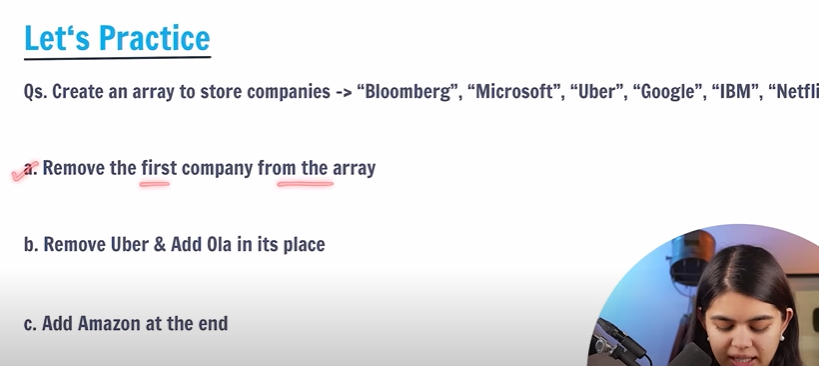 Let's Practice
Qs. Create an array to store companies -> “Bloomberg”, “Microsoft”, “Uber”, “Google”, “IBM”, “Netfli
a. Remove the first company from the array
b. Remove Uber & Add Ola in its place
c. Add Amazon at the end